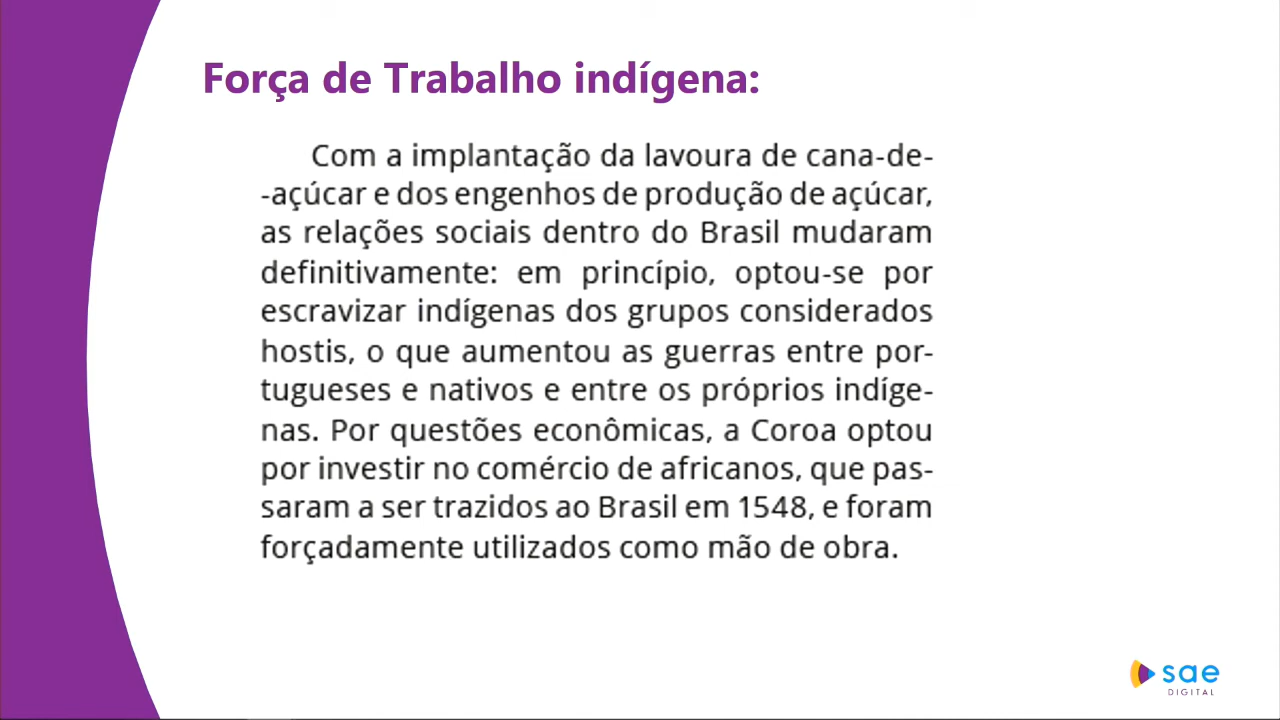 Força de Trabalho indígena:
Com a implantação da lavoura de cana-de-
-açúcar e dos engenhos de produção de açúcar,
as relações sociais dentro do Brasil mudaram
definitivamente: em princípio, optou-se por
escravizar indígenas dos grupos considerados
hostis, o que aumentou as guerras entre por-
tugueses e nativos e entre os próprios indíge-
nas. Por questões econômicas, a Coroa optou
por investir no comércio de africanos, que pas-
saram a ser trazidos ao Brasil em 1548, e foram
forçadamente utilizados como mão de obra.
sae
DIGITAL